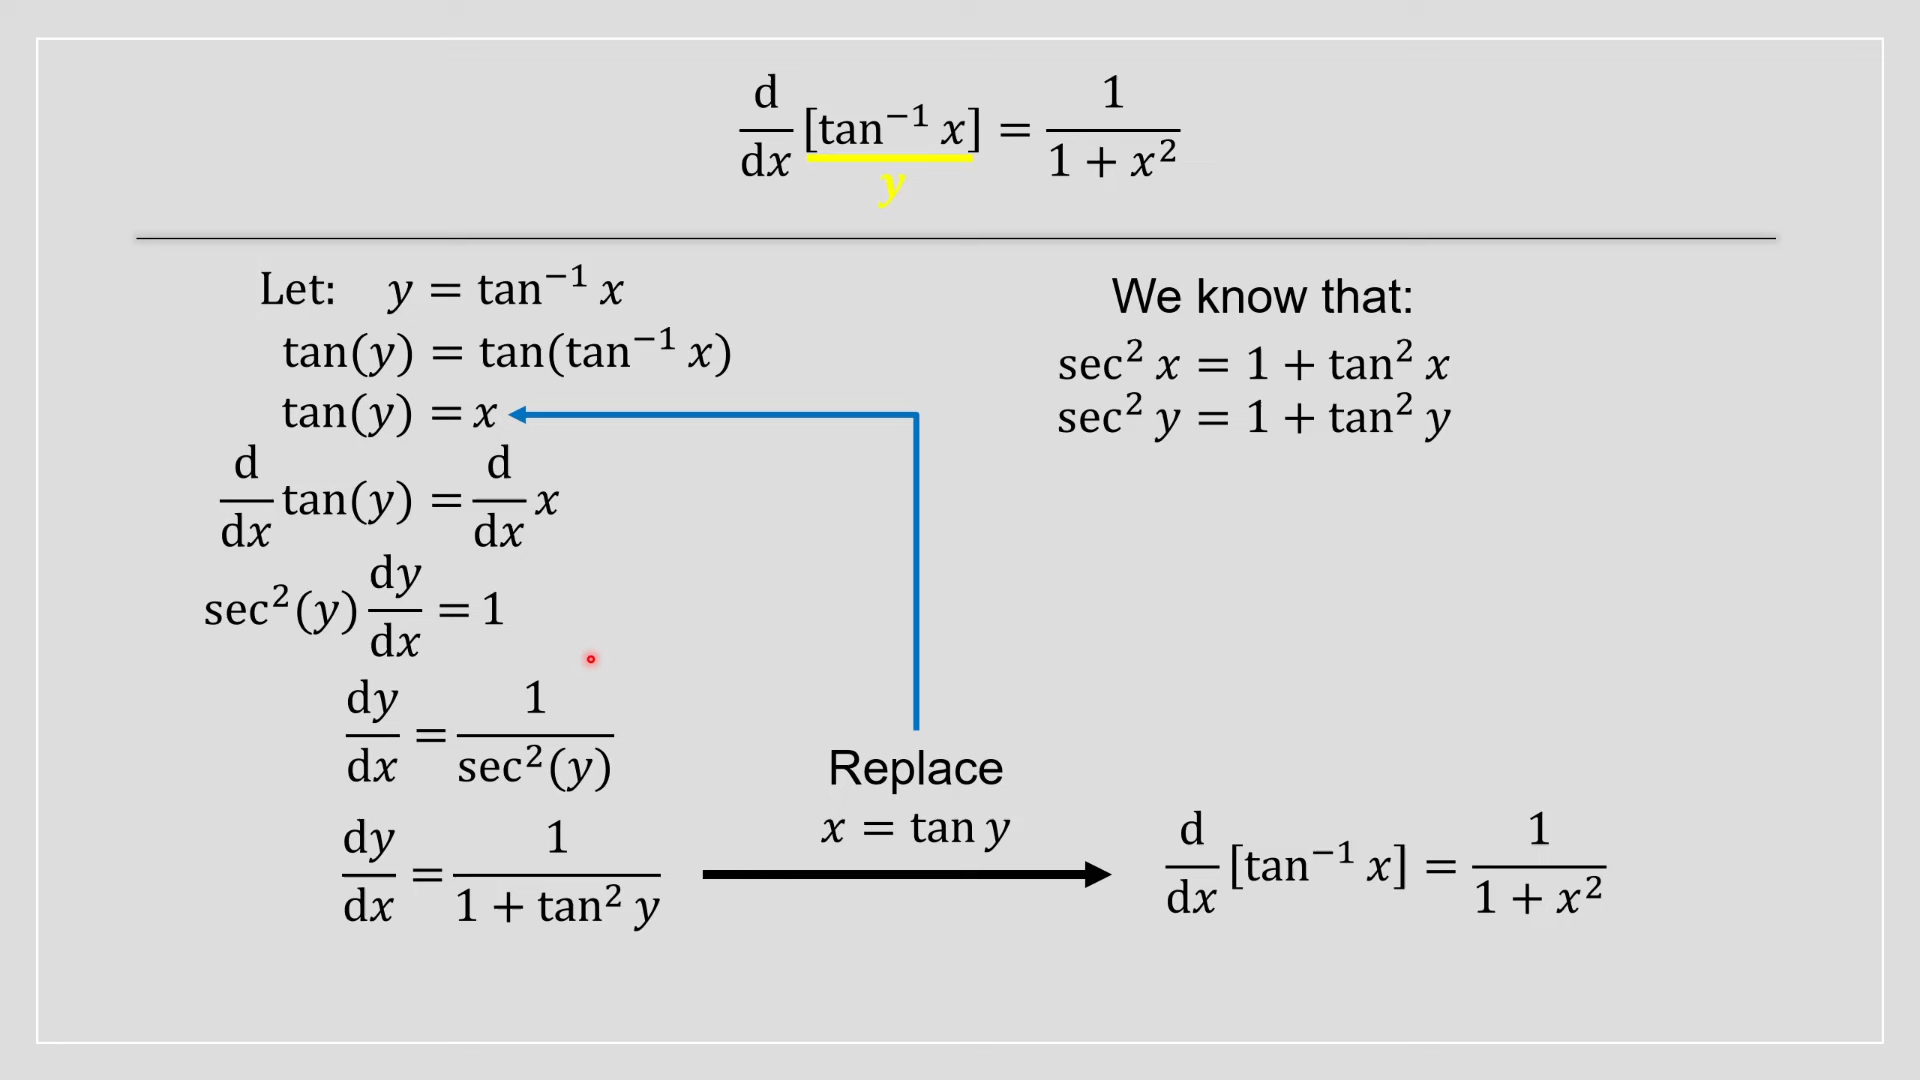 d/dx [tan⁻¹ x] = 1/(1 + x²)
y
Let: y = tan⁻¹ x
tan(y) = tan(tan⁻¹ x)
tan(y) = x
d/dx tan(y) = d/dx x
sec²(y) dy/dx = 1
dy/dx = 1/sec²(y)
dy/dx = 1/(1 + tan² y)
We know that:
sec² x = 1 + tan² x
sec² y = 1 + tan² y
Replace
x = tan y
d/dx [tan⁻¹ x] = 1/(1 + x²)